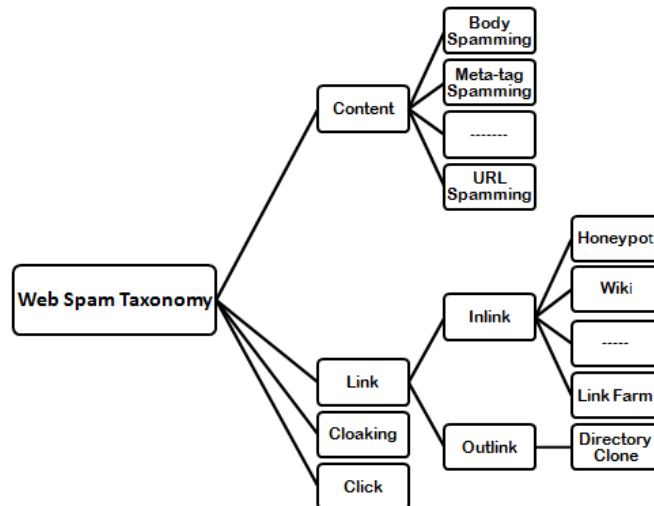 Body
Spamming
Meta-tag
Spamming
Content
-------
URL
Spamming
Honeypot
Web Spam Taxonomy
Inlink
Wiki
-----
Link
Link Farm
Cloaking
Outlink
Directory
Clone
Click